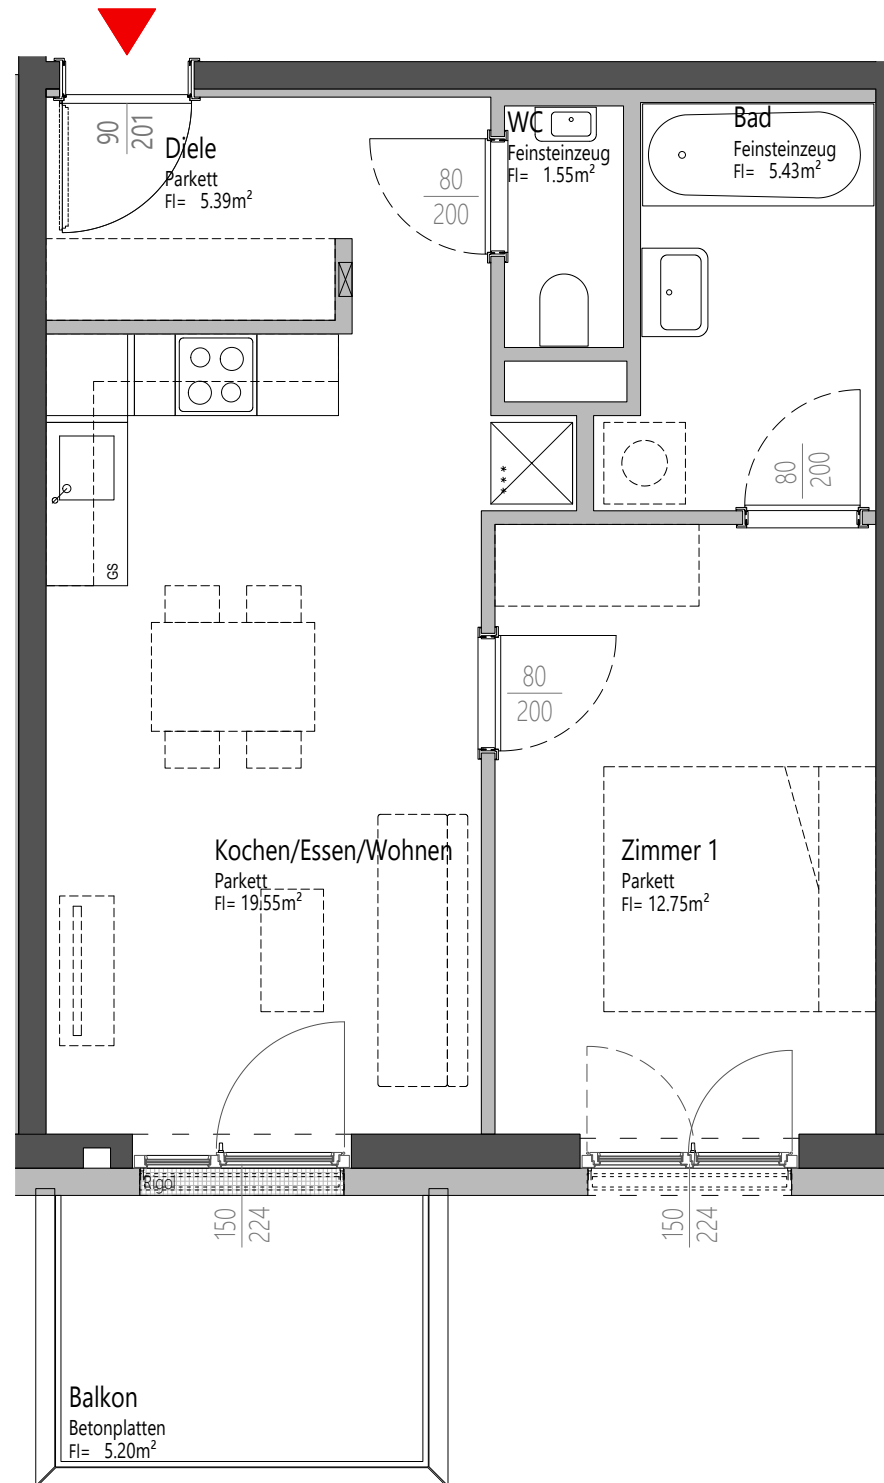 90
201
Diele
Parkett
Fl= 5.39m²
80
200
WC
Feinsteinzeug
Fl= 1.55m²
Bad
Feinsteinzeug
Fl= 5.43m²
80
200
***
GS
80
200
Kochen/Essen/Wohnen
Parkett
Fl= 19.55m²
Zimmer 1
Parkett
Fl= 12.75m²
Rigol
150
224
150
224
Balkon
Betonplatten
Fl= 5.20m²